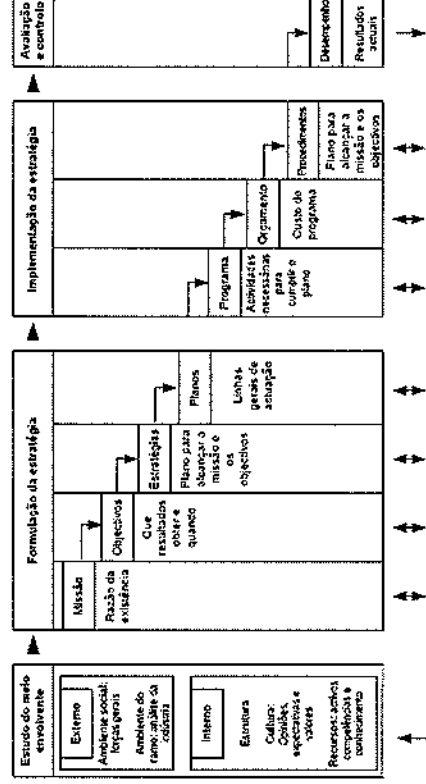 Estudo do meio
envolvente
Externo
Ambiente social:
forças gerais
Ambiente do
ramo: análise da
indústria
Interno
Estrutura
Cultura:
Opiniões,
expectativas e
valores
Recursos: activos
competências e
conhecimento
Formulação da estratégia
Missão
Razão da
existência
Objectivos
Que
resultados
obter e
quando
Estratégias
Plano para
alcançar a
missão e
os
objectivos
Planos
Linhas
gerais de
actuação
Implementação da estratégia
Programa
Actividades
necessárias
para
cumprir o
plano
Orçamento
Custo de
programa
Procedimentos
Plano para
alcançar a
missão e os
objectivos
Avaliação
e controlo
Desempenho
Resultados
actuais